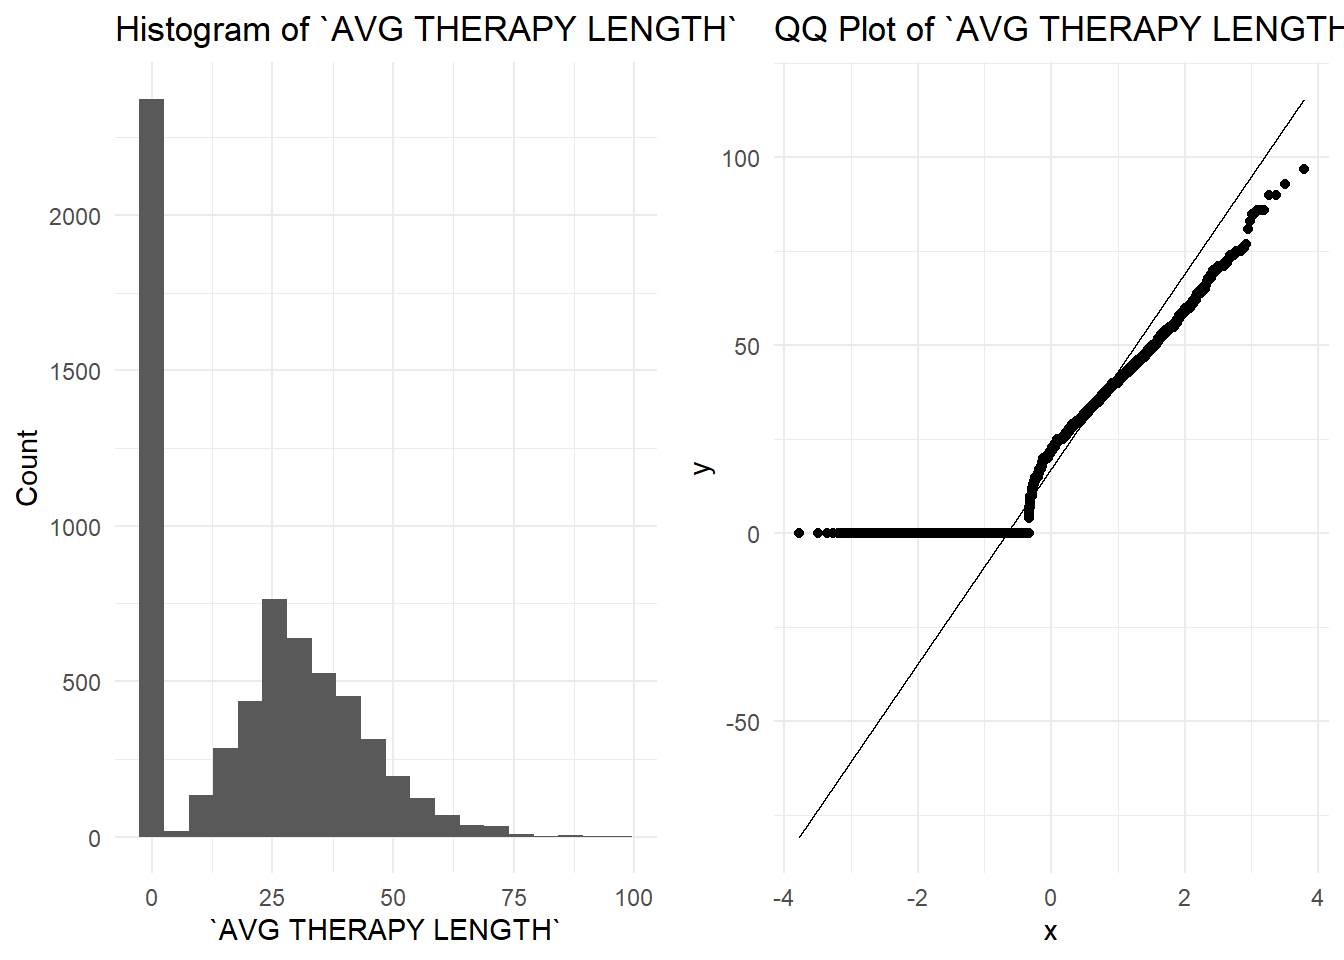 Histogram of `AVG THERAPY LENGTH`
2000
1500
1000
500
0
Count
0 25 50 75 100
`AVG THERAPY LENGTH`
QQ Plot of `AVG THERAPY LENGTH
100
50
0
-50
y
-4 -2 0 2 4
x